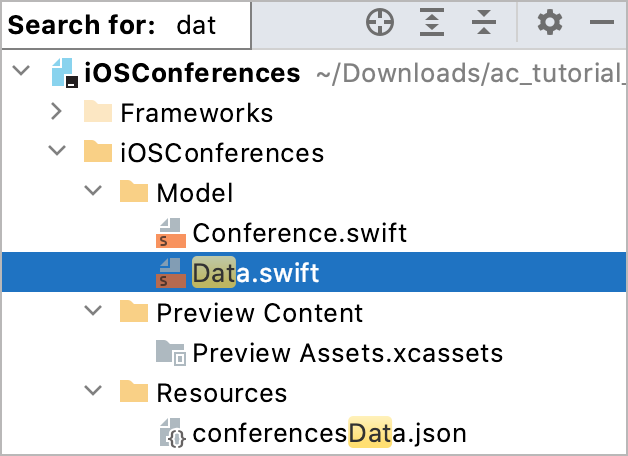 Search for: dat
iOSConferences ~/Downloads/ac_tutorial_
Frameworks
iOSConferences
Model
Conference.swift
Data.swift
Preview Content
Preview Assets.xcassets
Resources
conferencesData.json